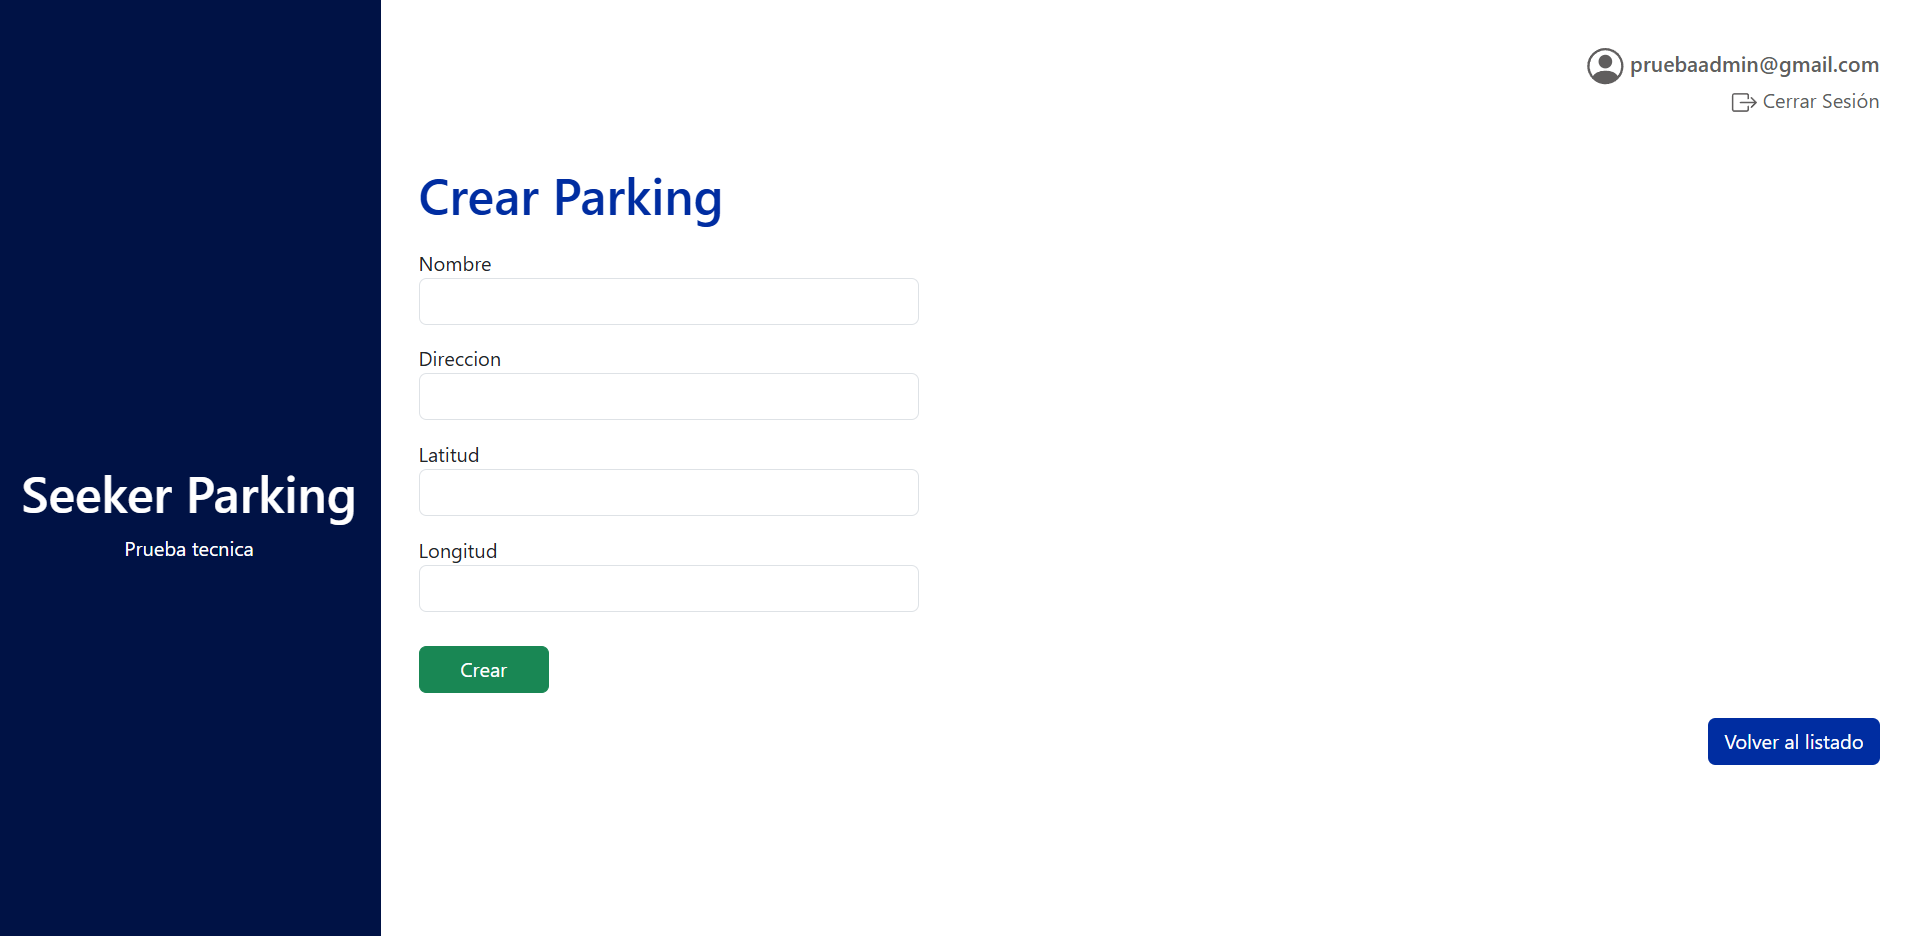 pruebaadmin@gmail.com
Cerrar Sesión
Crear Parking
Nombre
Direccion
Latitud
Longitud
Crear
Volver al listado
Seeker Parking
Prueba tecnica